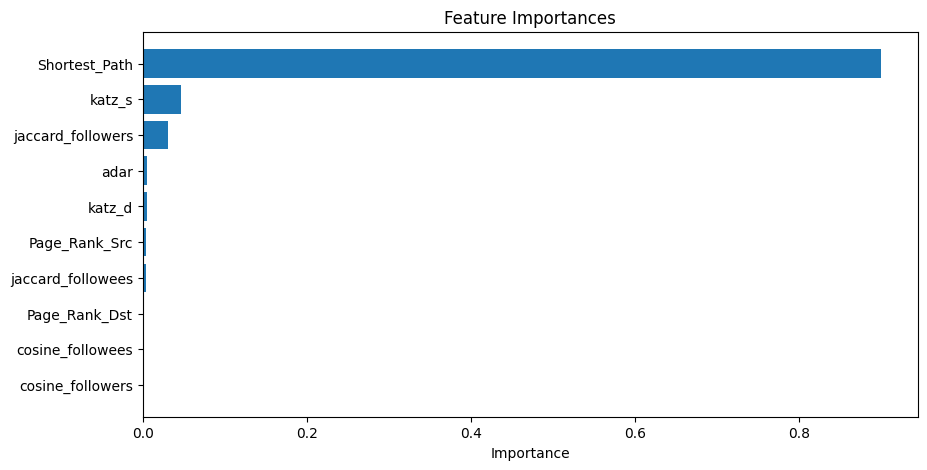 Feature Importances
Shortest_Path
katz_s
jaccard_followers
adar
katz_d
Page_Rank_Src
jaccard_followees
Page_Rank_Dst
cosine_followees
cosine_followers
0.0 0.2 0.4 0.6 0.8
Importance